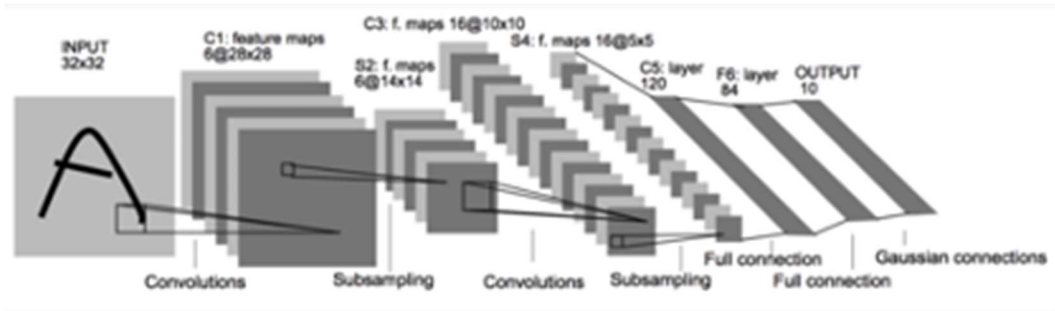 INPUT
32x32
C1: feature maps
6@28x28
S2: f. maps
6@14x14
C3: f. maps 16@10x10
S4: f. maps 16@5x5
C5: layer
120
F6: layer
84
OUTPUT
10
Convolutions
Subsampling
Convolutions
Subsampling
Full connection
Full connection
Gaussian connections